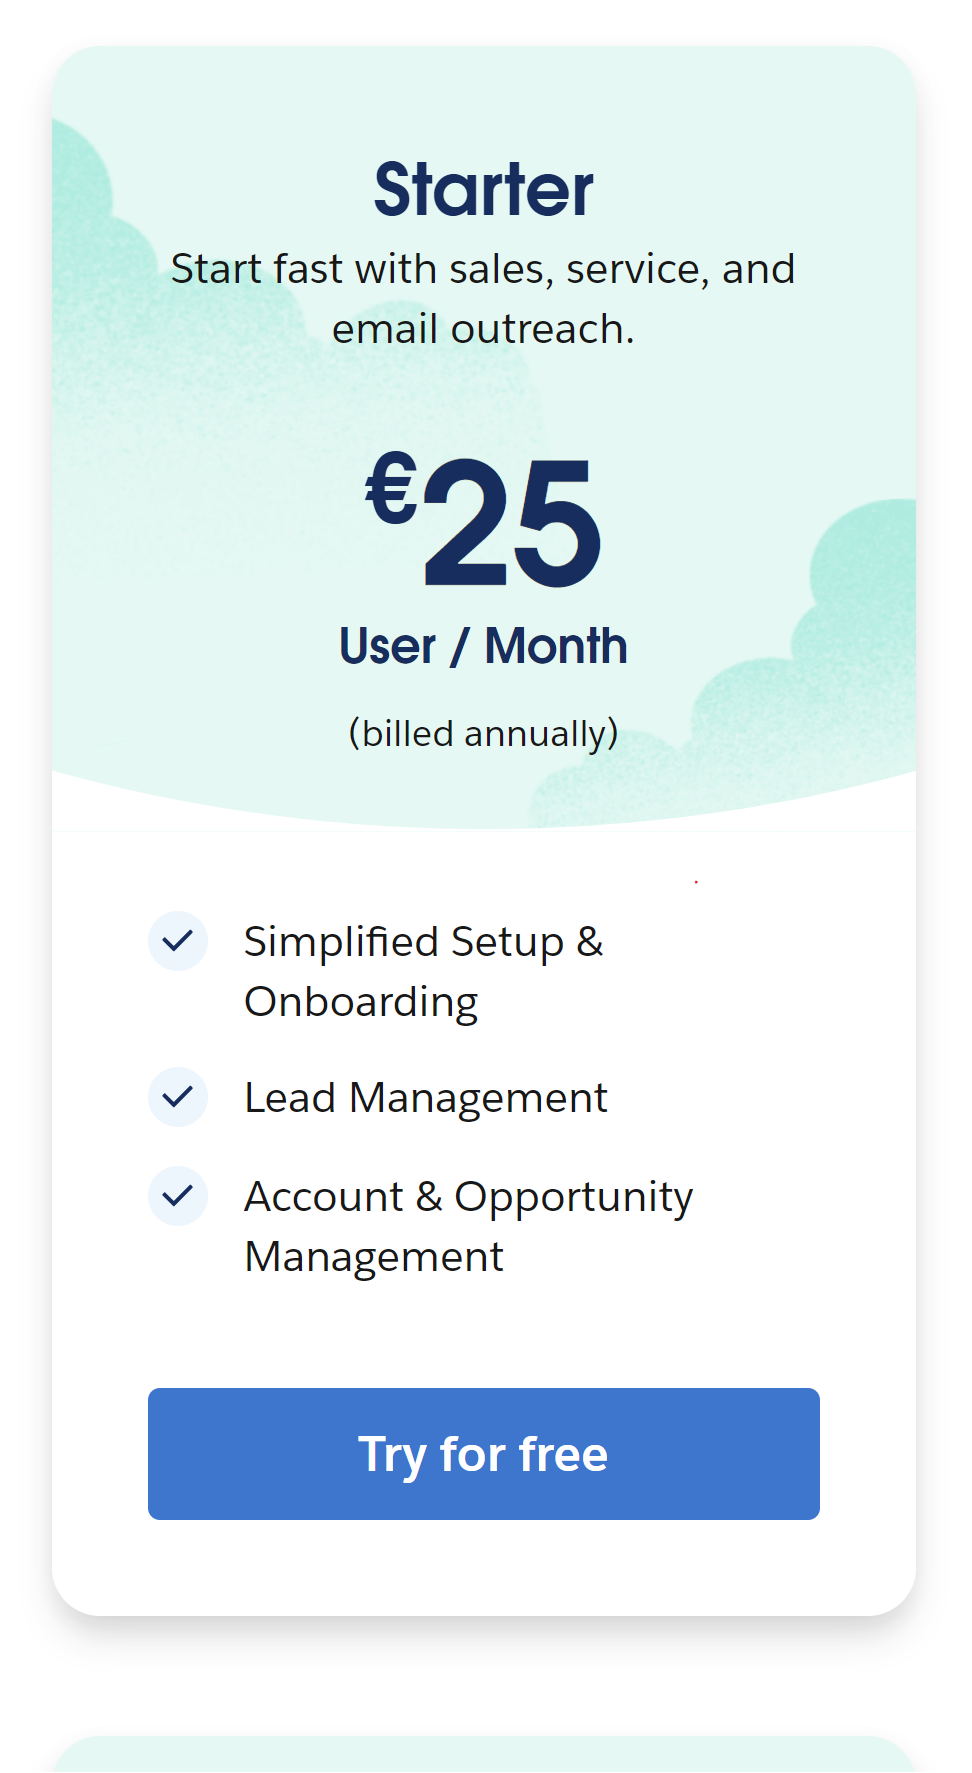 Starter
Start fast with sales, service, and
email outreach.
€25
User / Month
(billed annually)
Simplified Setup &
Onboarding
Lead Management
Account & Opportunity
Management
Try for free